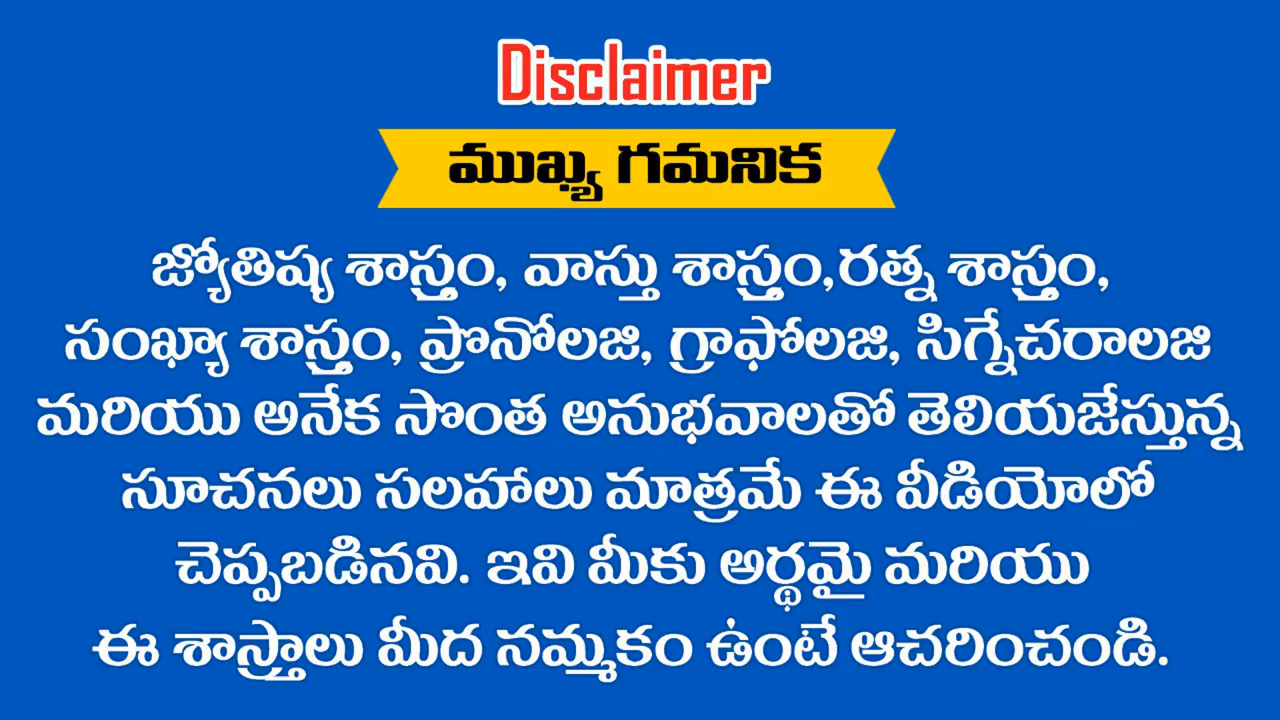 Disclaimer
ముఖ్య గమనిక
జ్యోతిష్య శాస్త్రం, వాస్తు శాస్త్రం,రత్న శాస్త్రం,
సంఖ్యా శాస్త్రం, ప్రొనోలజి, గ్రాఫోలజి, సిగ్నేచరాలజి
మరియు అనేక సొంత అనుభవాలతో తెలియజేస్తున్న
సూచనలు సలహాలు మాత్రమే ఈ వీడియోలో
చెప్పబడినవి. ఇవి మీకు అర్థమై మరియు
ఈ శాస్త్రాలు మీద నమ్మకం ఉంటే ఆచరించండి.